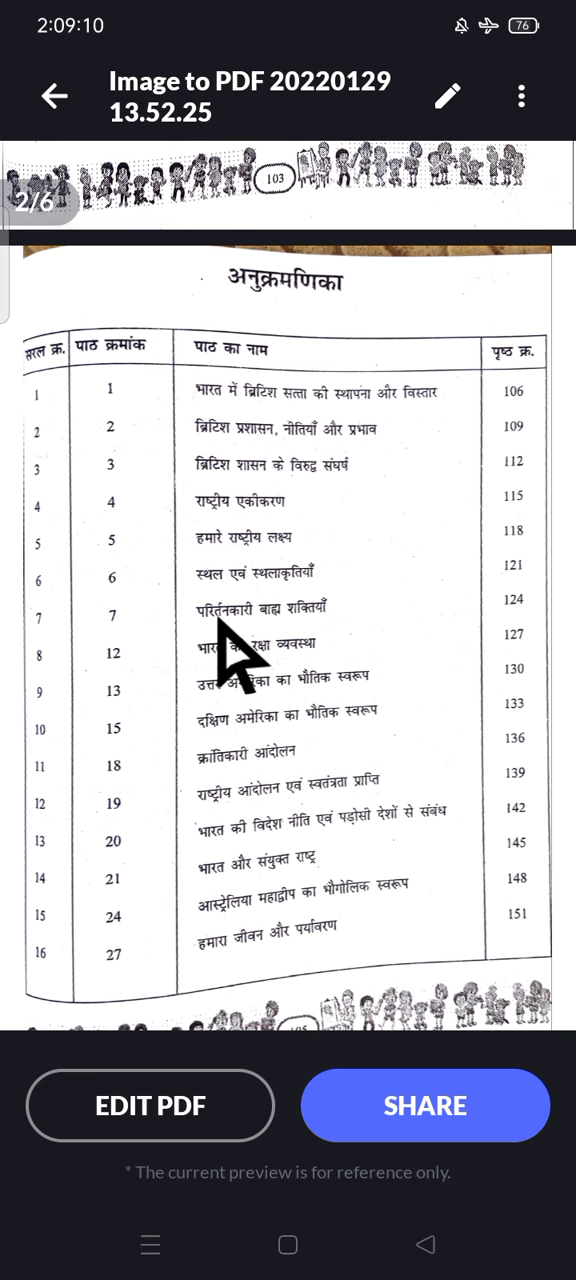 2:09:10
76
Image to PDF 20220129
13.52.25
103
2/6
अनुक्रमणिका
सरल क्र. पाठ क्रमांक पाठ का नाम पृष्ठ क्र.
1 1 भारत में ब्रिटिश सत्ता की स्थापना और विस्तार 106
2 2 ब्रिटिश प्रशासन, नीतियाँ और प्रभाव 109
3 3 ब्रिटिश शासन के विरुद्ध संघर्ष 112
4 4 राष्ट्रीय एकीकरण 115
5 5 हमारे राष्ट्रीय लक्ष्य 118
6 6 स्थल एवं स्थलाकृतियाँ 121
7 7 परिर्तनकारी बाह्य शक्तियाँ 124
8 12 रक्षा व्यवस्था 127
9 13 का भौतिक स्वरूप 130
10 15 दक्षिण अमेरिका का भौतिक स्वरूप 133
11 18 क्रांतिकारी आंदोलन 136
12 19 राष्ट्रीय आंदोलन एवं स्वतंत्रता प्राप्ति 139
13 20 भारत की विदेश नीति एवं पड़ोसी देशों से संबंध 142
14 21 भारत और संयुक्त राष्ट्र 145
15 24 आस्ट्रेलिया महाद्वीप का भौगोलिक स्वरूप 148
16 27 हमारा जीवन और पर्यावरण 151
EDIT PDF SHARE
* The current preview is for reference only.